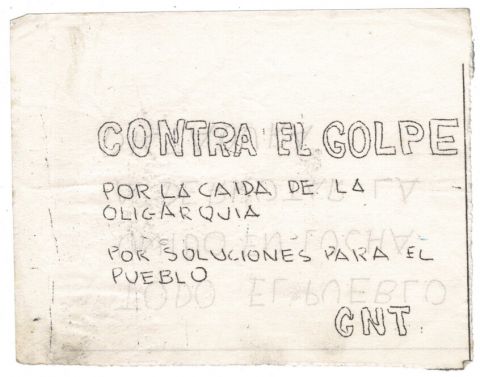 CONTRA EL GOLPE
POR LA CAIDA DE LA
OLIGARQUIA
POR SOLUCIONES PARA EL
PUEBLO
CNT